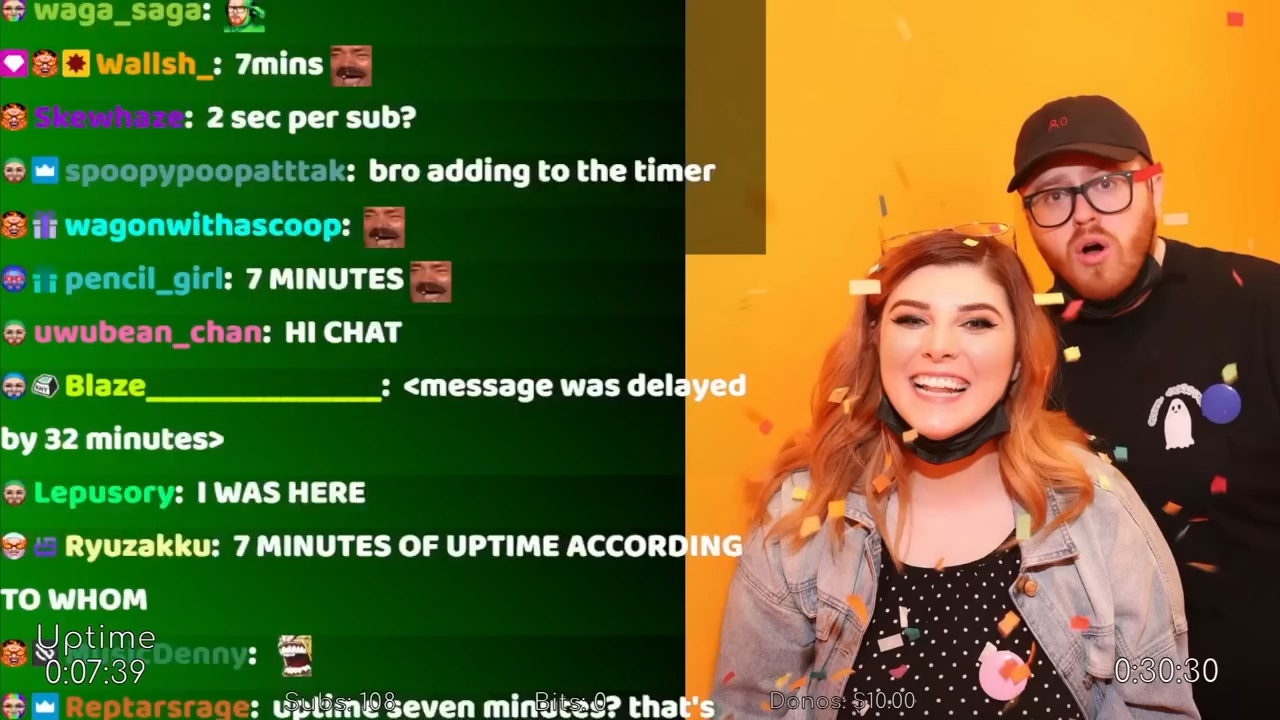 waga_saga:
Wallsh_: 7mins
Skewhaze: 2 sec per sub?
spoopypoopatttak: bro adding to the timer
wagonwithascoop:
pencil_girl: 7 MINUTES
uwubean_chan: HI CHAT
Blaze______________: <message was delayed
by 32 minutes>
Lepusory: I WAS HERE
Ryuzakku: 7 MINUTES OF UPTIME ACCORDING
TO WHOM
Denny:
Uptime
0:07:39
0:30:30
Reptarsrage: uptime seven minutes? that's
Subs: 108 Bits: 0 Donos: $10.00